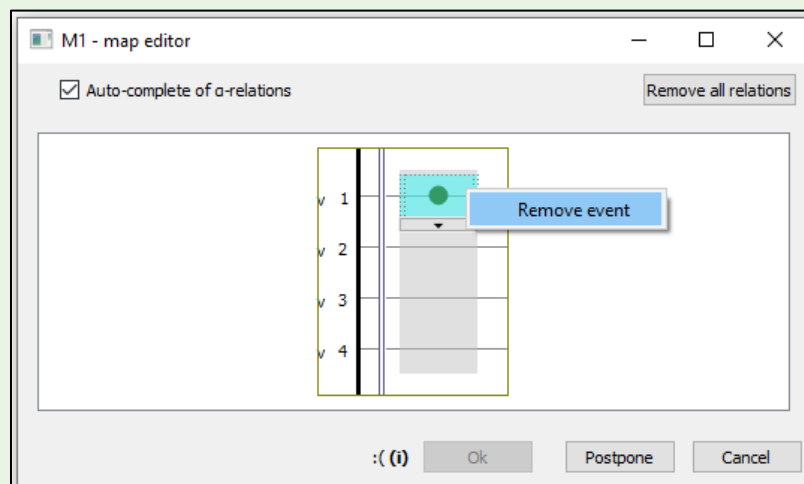 M1 - map editor
Auto-complete of α-relations
Remove all relations
v 1
Remove event
v 2
v 3
v 4
:( (i)
Ok
Postpone
Cancel